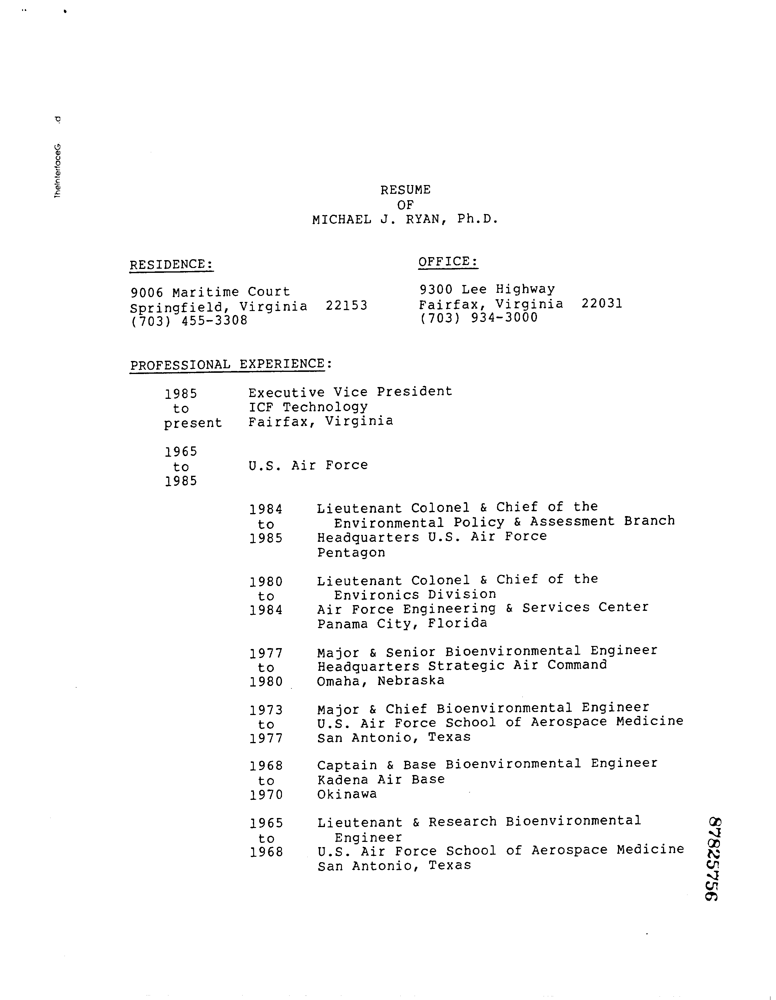 TheInterfaceG .d
RESUME
OF
MICHAEL J. RYAN, Ph.D.
RESIDENCE:
9006 Maritime Court
Springfield, Virginia 22153
(703) 455-3308
OFFICE:
9300 Lee Highway
Fairfax, Virginia 22031
(703) 934-3000
PROFESSIONAL EXPERIENCE:
1985 Executive Vice President
to ICF Technology
present Fairfax, Virginia
1965
to U.S. Air Force
1985
1984 Lieutenant Colonel & Chief of the
to Environmental Policy & Assessment Branch
1985 Headquarters U.S. Air Force
Pentagon
1980 Lieutenant Colonel & Chief of the
to Environics Division
1984 Air Force Engineering & Services Center
Panama City, Florida
1977 Major & Senior Bioenvironmental Engineer
to Headquarters Strategic Air Command
1980 Omaha, Nebraska
1973 Major & Chief Bioenvironmental Engineer
to U.S. Air Force School of Aerospace Medicine
1977 San Antonio, Texas
1968 Captain & Base Bioenvironmental Engineer
to Kadena Air Base
1970 Okinawa
1965 Lieutenant & Research Bioenvironmental
to Engineer
1968 U.S. Air Force School of Aerospace Medicine
San Antonio, Texas
87825756